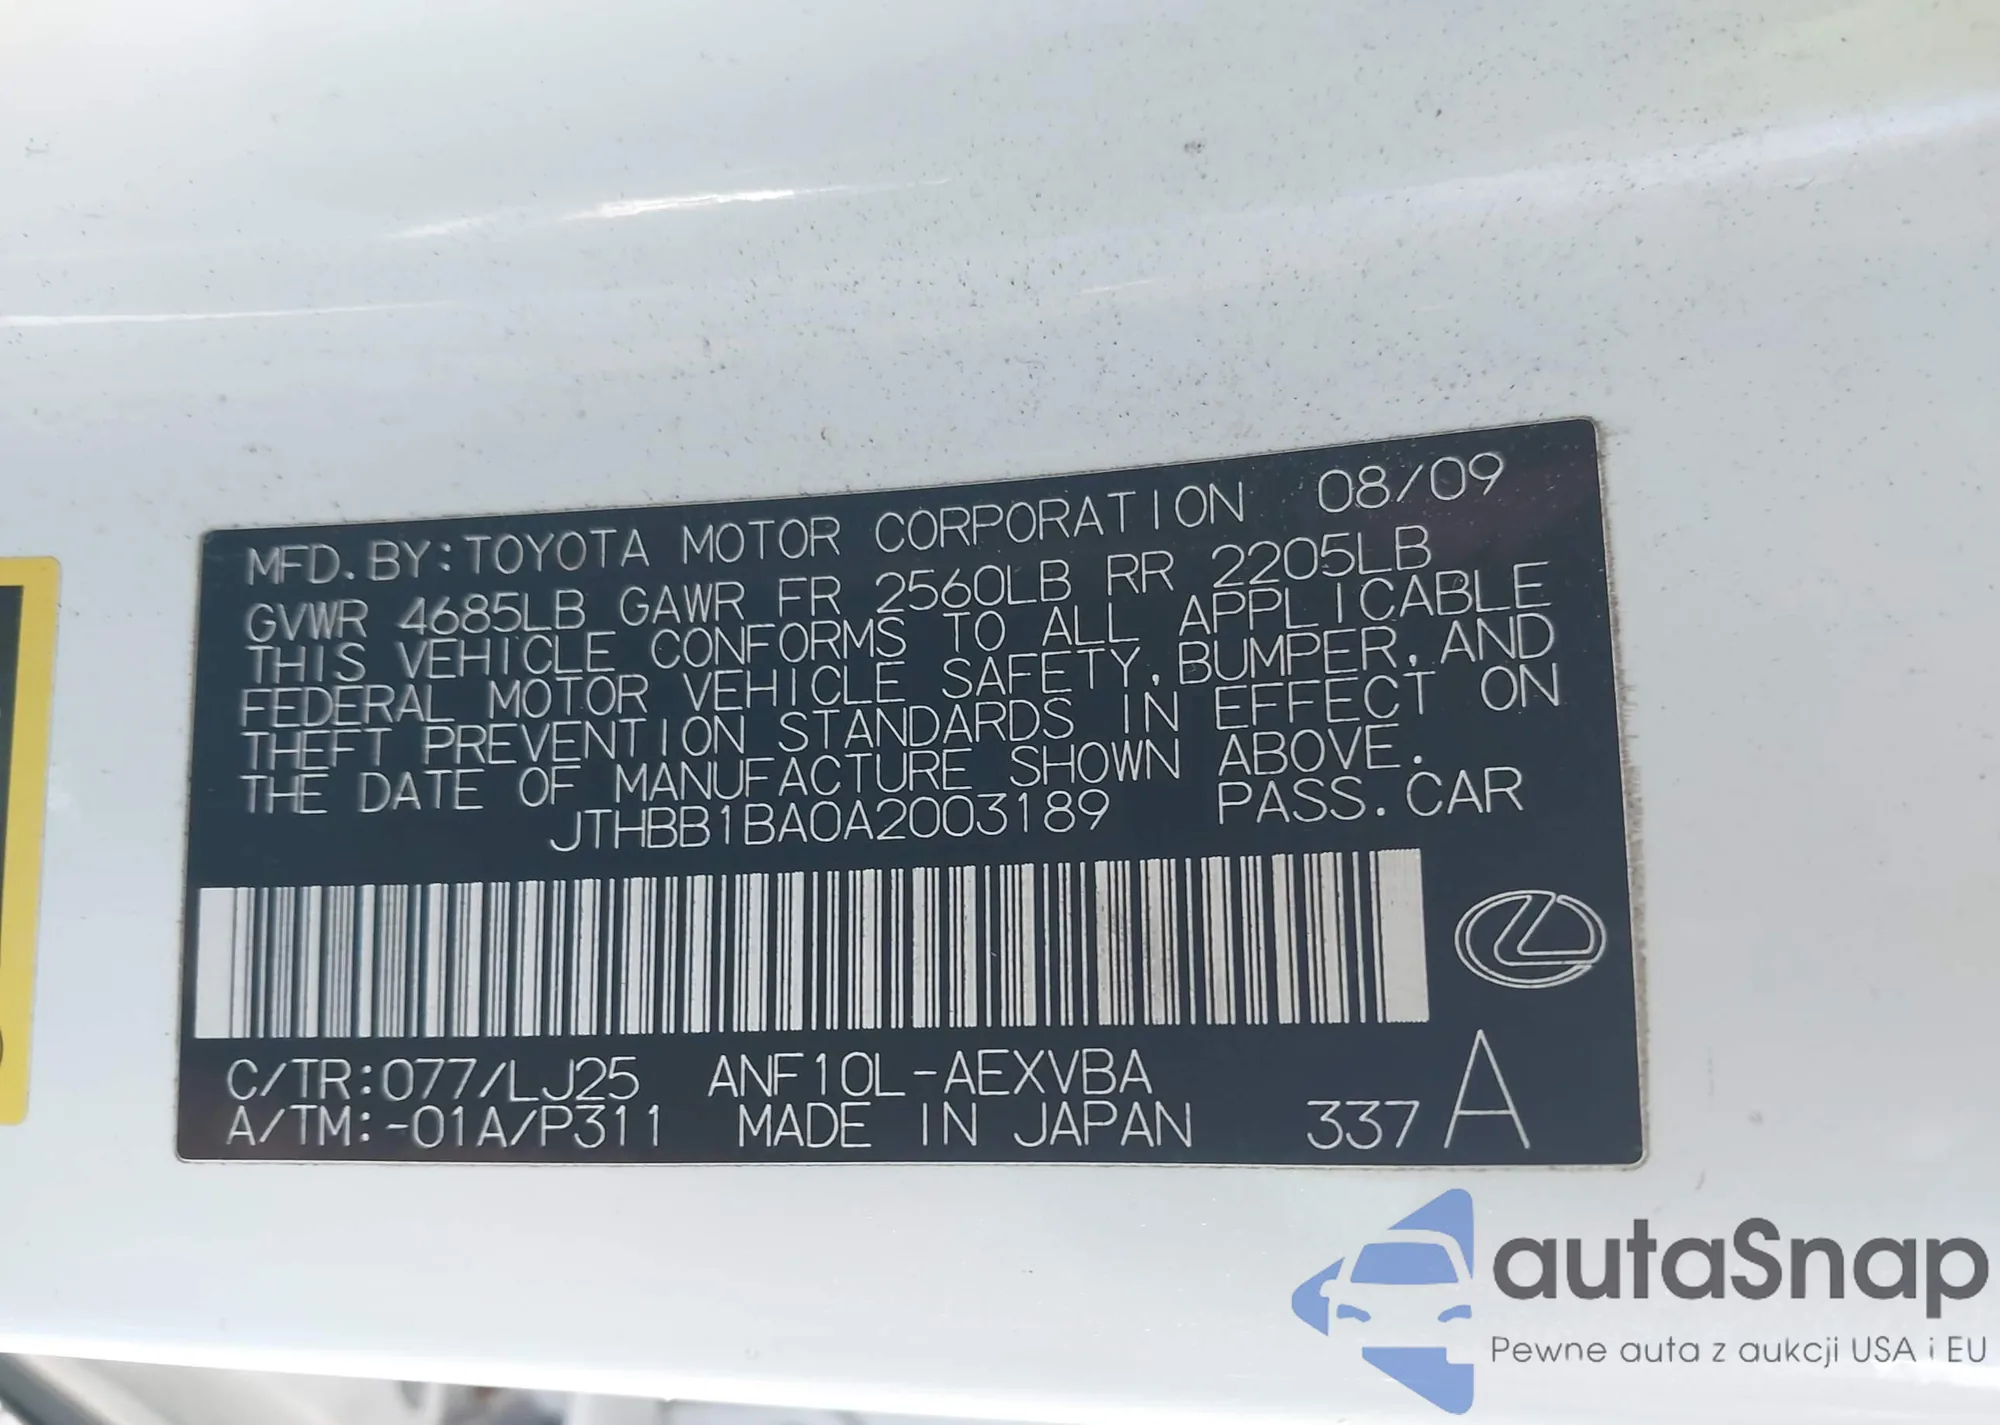 MFD.BY:TOYOTA MOTOR CORPORATION 08/09
GVWR 4685LB GAWR FR 2560LB RR 2205LB
THIS VEHICLE CONFORMS TO ALL APPLICABLE
FEDERAL MOTOR VEHICLE SAFETY,BUMPER,AND
THEFT PREVENTION STANDARDS IN EFFECT ON
THE DATE OF MANUFACTURE SHOWN ABOVE.
JTHBB1BA0A2003189 PASS.CAR
C/TR:077/LJ25 ANF10L-AEXVBA
A/TM:-01A/P311 MADE IN JAPAN 337 A
autaSnap
Pewne auta z aukcji USA i EU